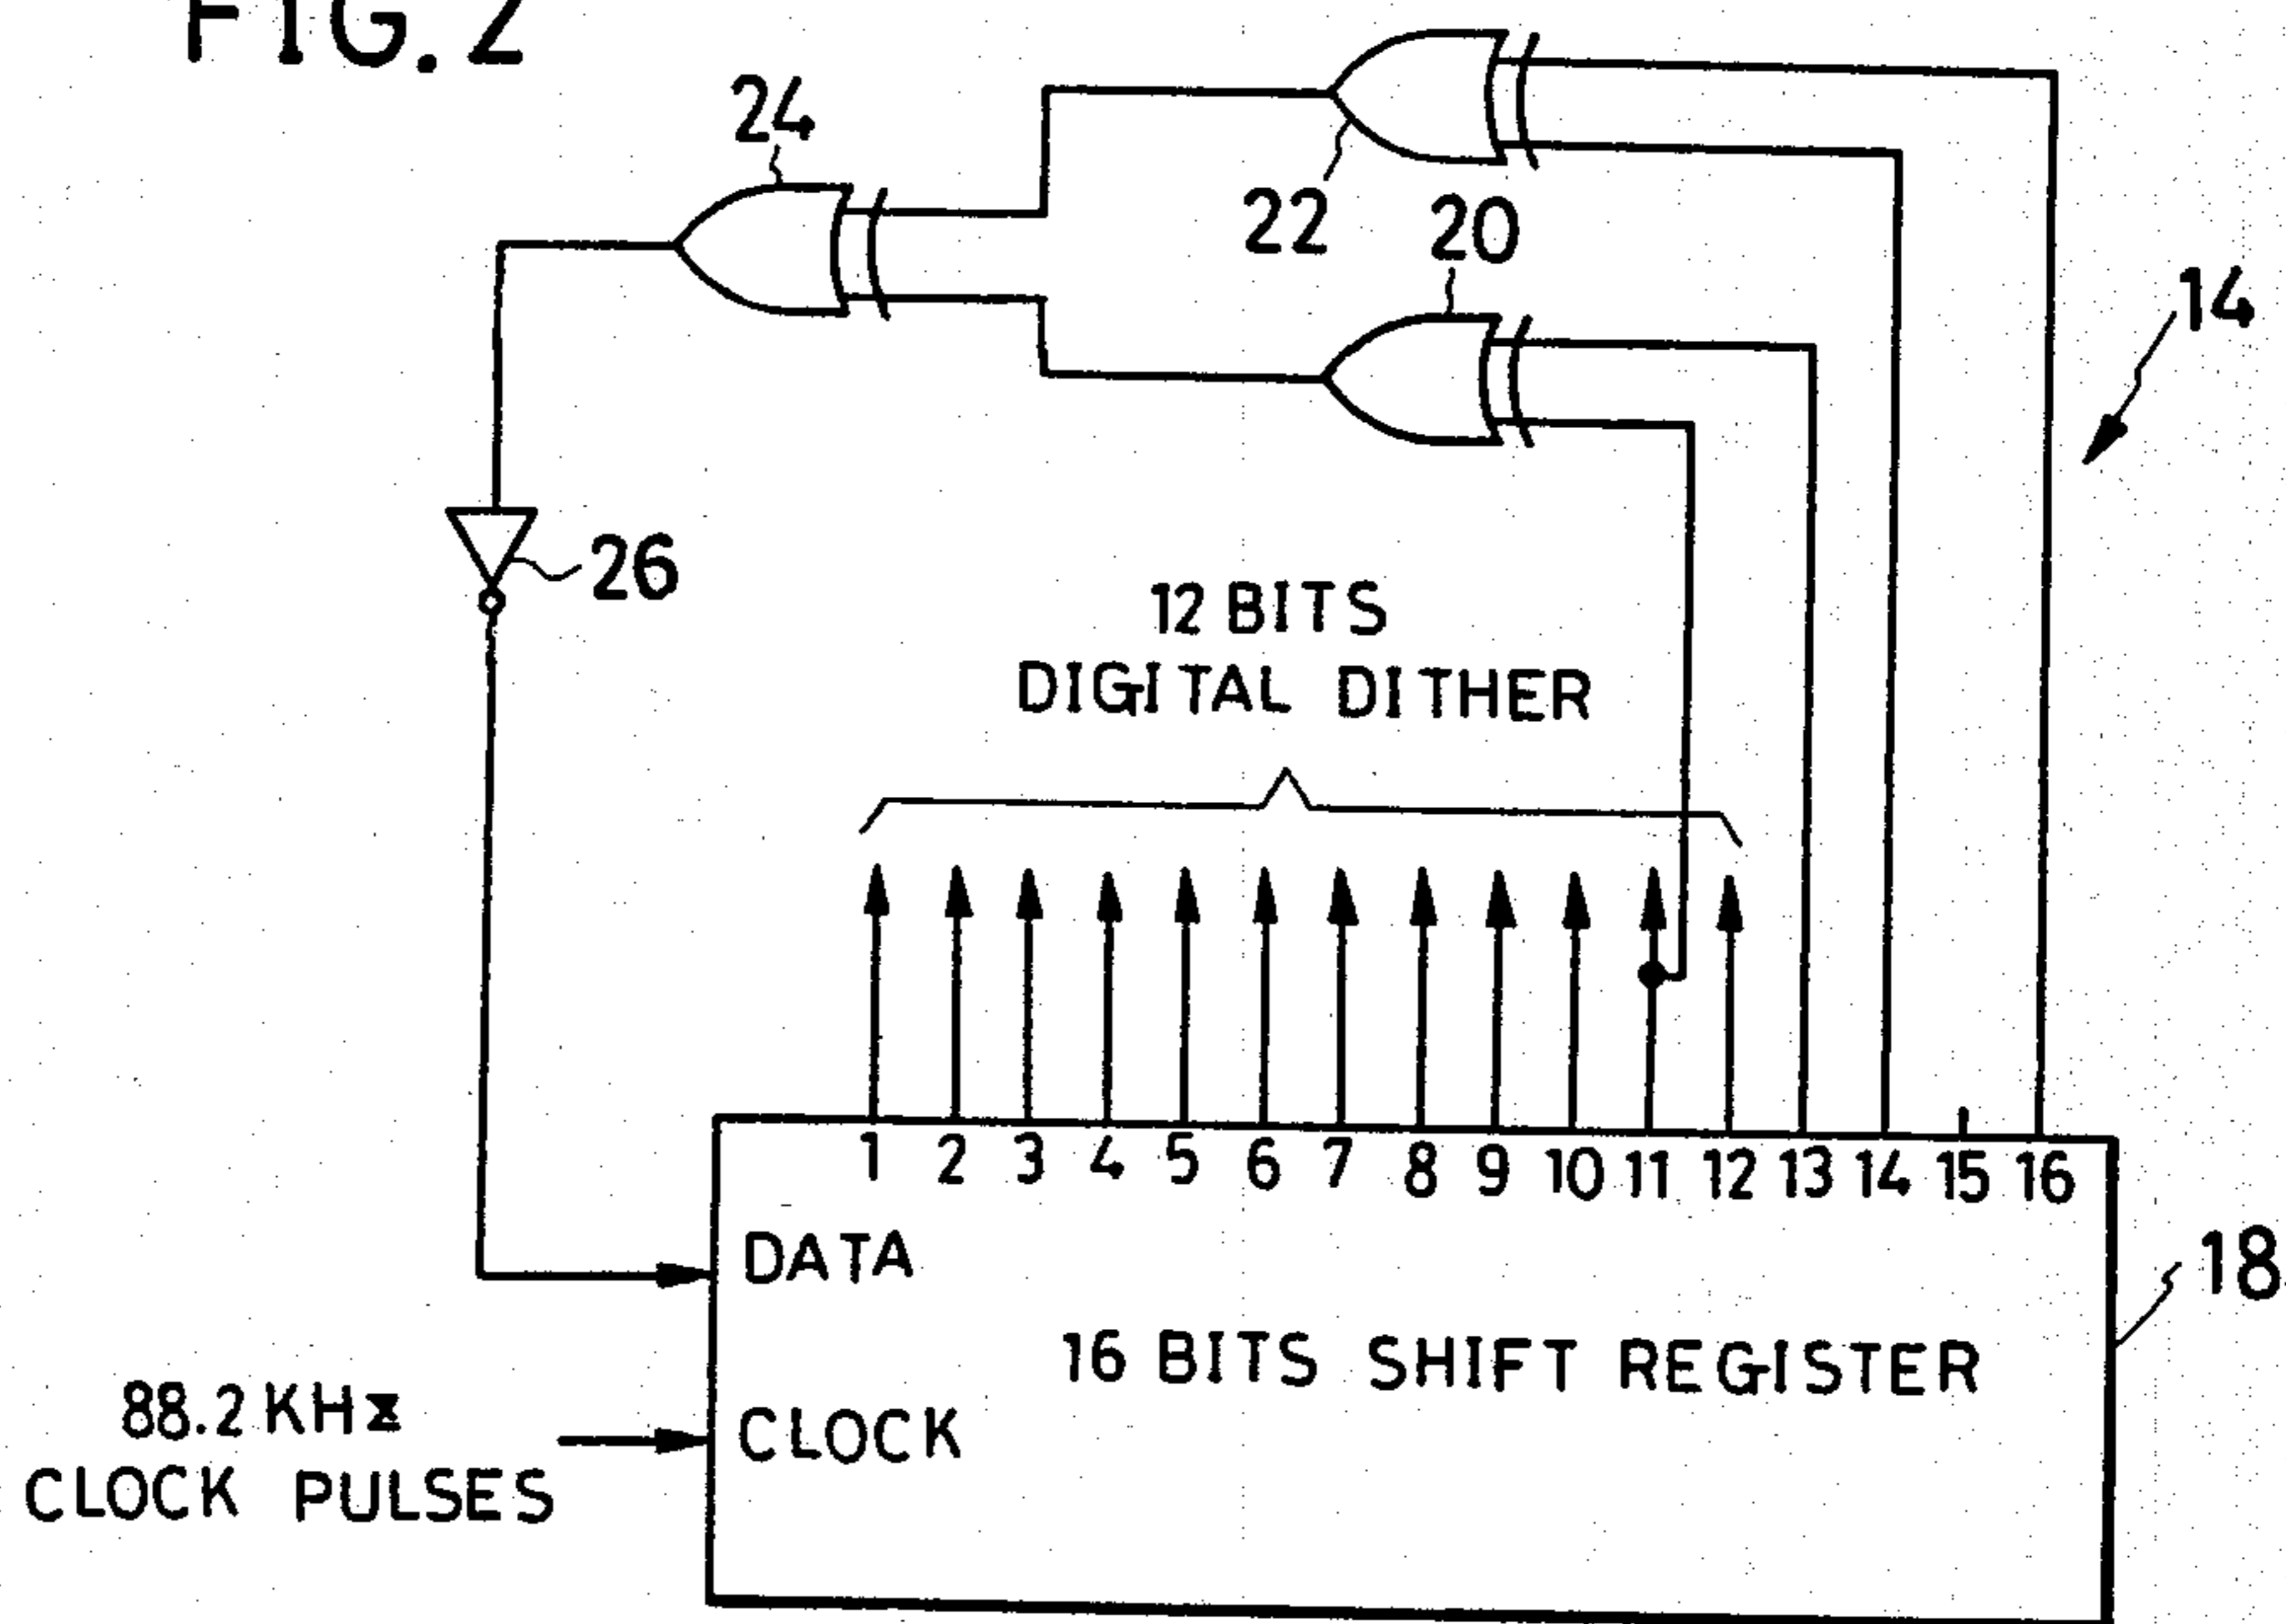 FIG. 2
24
22
20
14
26
12 BITS
DIGITAL DITHER
1 2 3 4 5 6 7 8 9 10 11 12 13 14 15 16
DATA
18
16 BITS SHIFT REGISTER
88.2 KHz
CLOCK PULSES
CLOCK